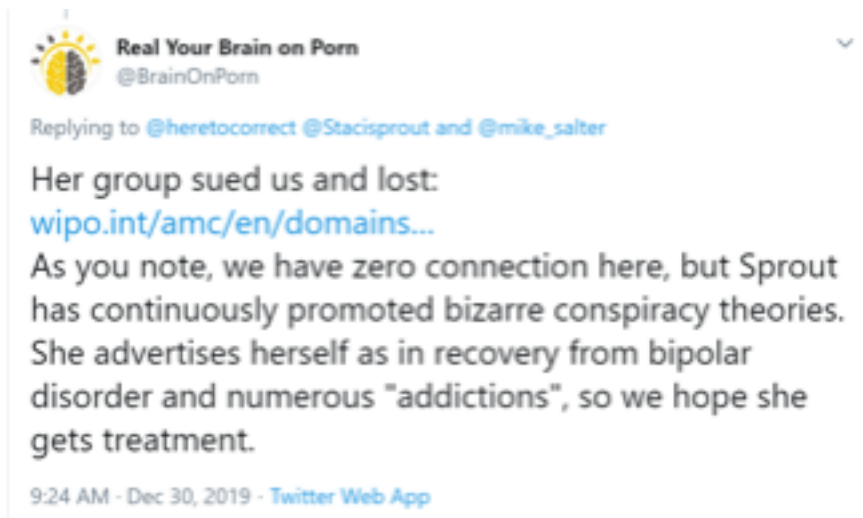 Real Your Brain on Porn
@BrainOnPorn
Replying to @heretocorrect @Stacisprout and @mike_salter
Her group sued us and lost:
wipo.int/amc/en/domains...
As you note, we have zero connection here, but Sprout
has continuously promoted bizarre conspiracy theories.
She advertises herself as in recovery from bipolar
disorder and numerous "addictions", so we hope she
gets treatment.
9:24 AM · Dec 30, 2019 · Twitter Web App